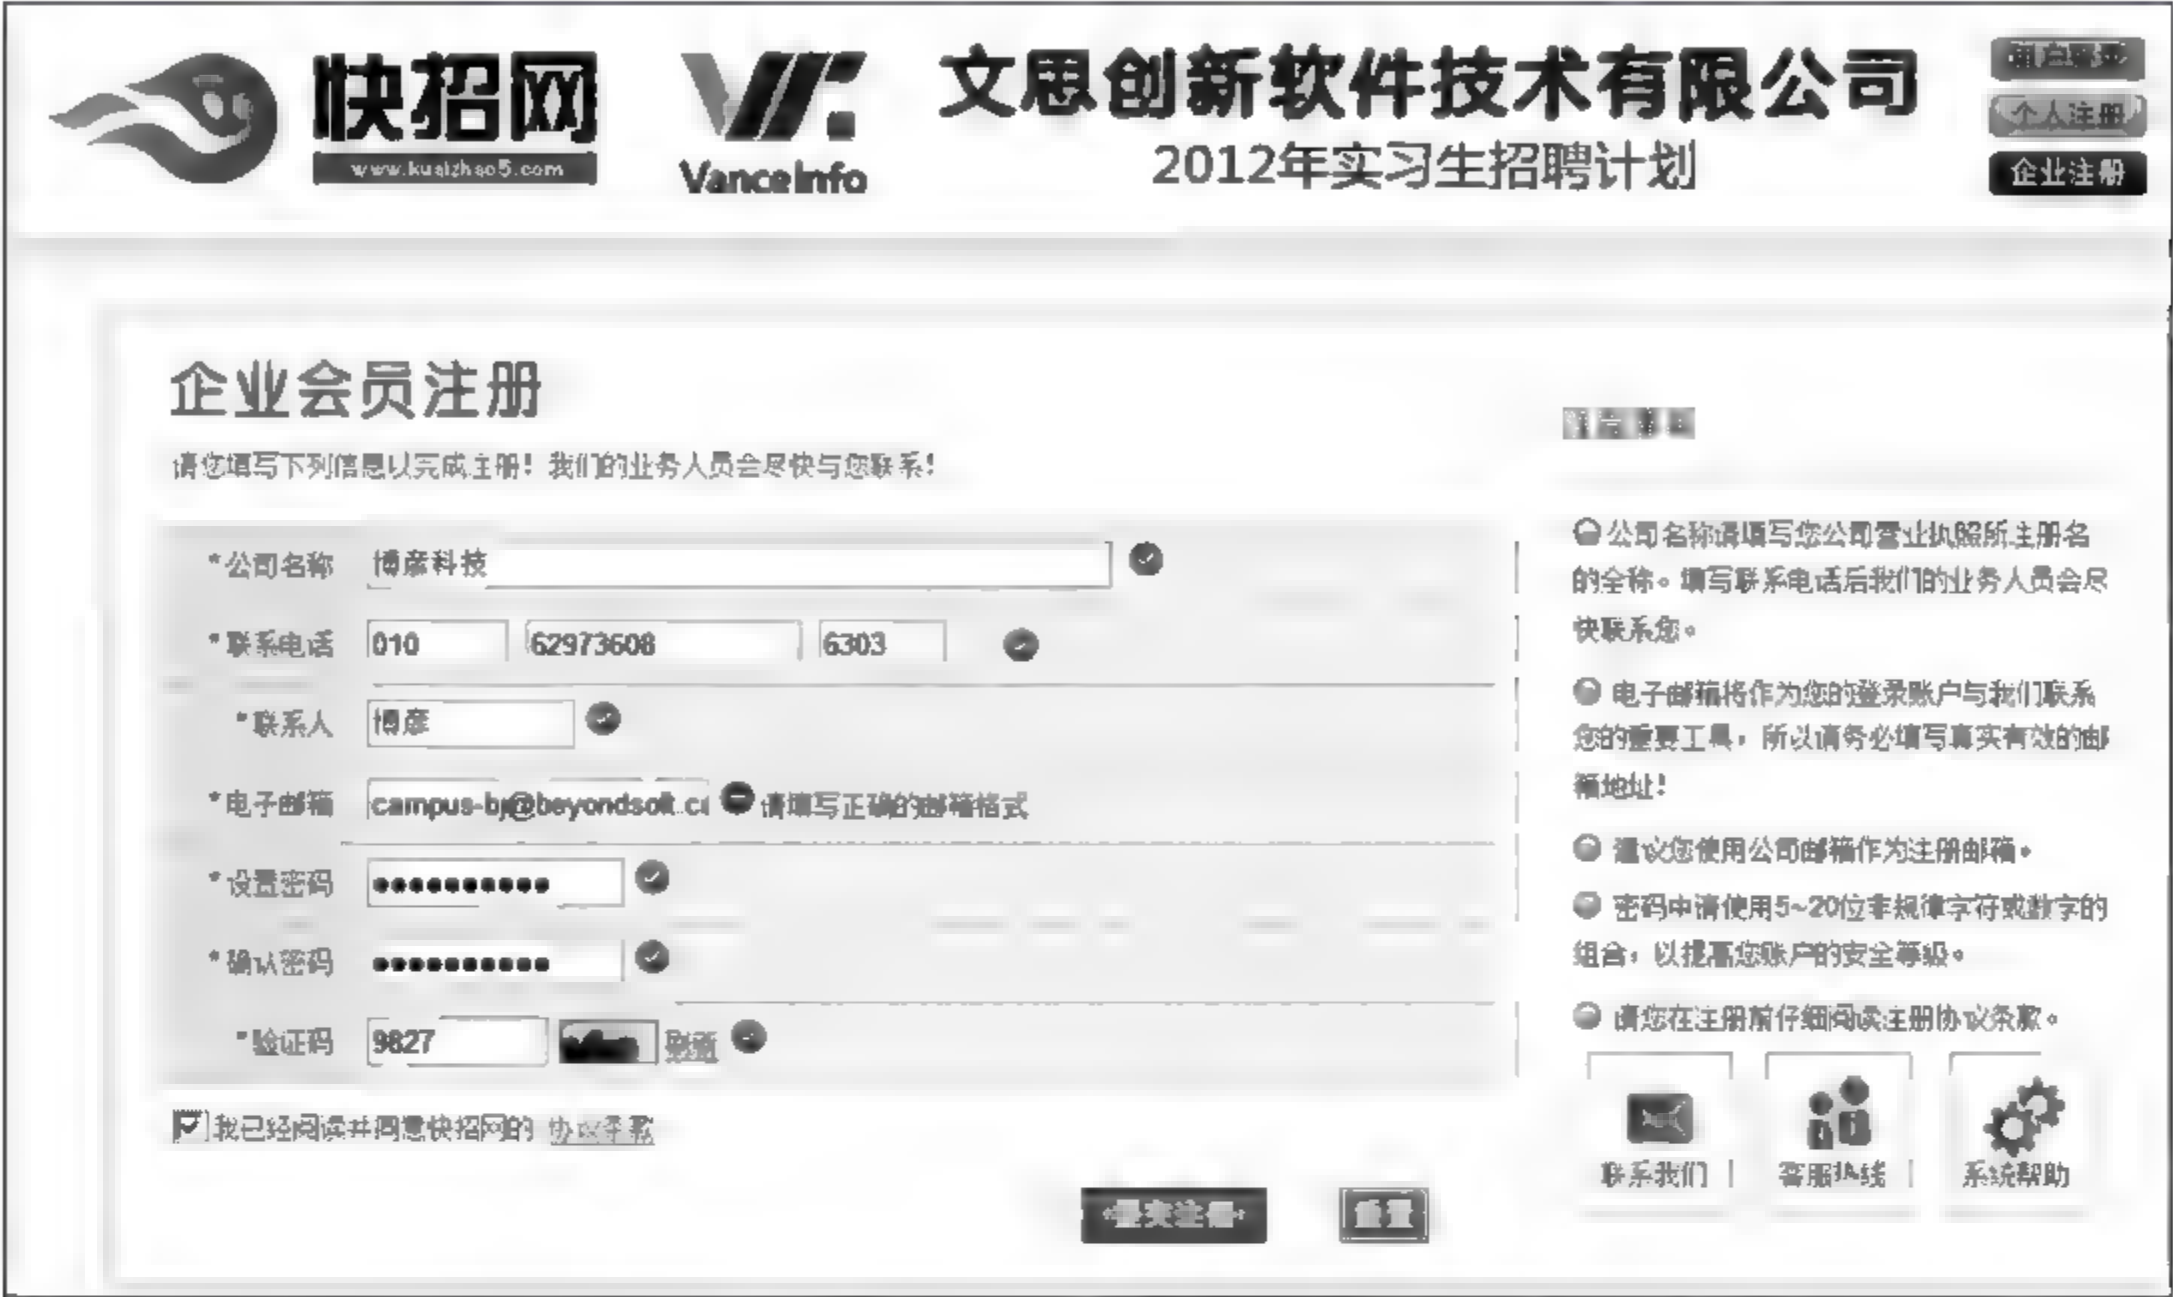 快招网
www.kuaizhao5.com
VanceInfo
文思创新软件技术有限公司
2012年实习生招聘计划
个人注册
企业注册
企业会员注册
请您填写下列信息以完成注册！我们的业务人员会尽快与您联系！
*公司名称 博彦科技
*联系电话 010 62973608 6303
*联系人 博彦
*电子邮箱 campus-bj@beyondsoft.c 请填写正确的邮箱格式
*设置密码 ●●●●●●●●●●
*确认密码 ●●●●●●●●●●
*验证码 9827 刷新
我已经阅读并同意快招网的 协议条款
提交注册 重置
公司名称请填写您公司营业执照所注册名
的全称。填写联系电话后我们的业务人员会尽
快联系您。
电子邮箱将作为您的登录账户与我们联系
您的重要工具，所以请务必填写真实有效的邮
箱地址！
建议您使用公司邮箱作为注册邮箱。
密码中请使用5~20位非规律字符或数字的
组合，以提高您账户的安全等级。
请您在注册前仔细阅读注册协议条款。
联系我们 客服热线 系统帮助